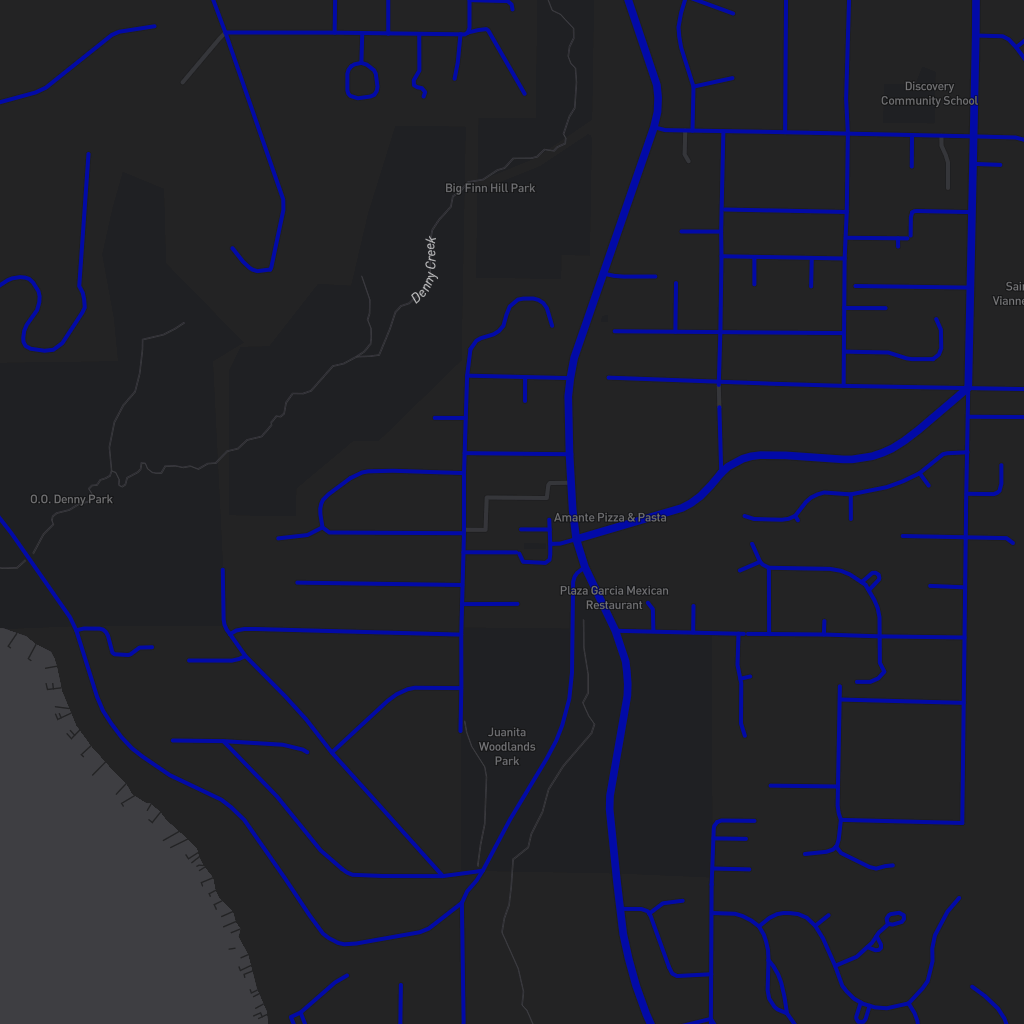 Discovery
Community School
Big Finn Hill Park
Denny Creek
Vianne
O.O. Denny Park
Amante Pizza & Pasta
Plaza Garcia Mexican
Restaurant
Juanita
Woodlands
Park